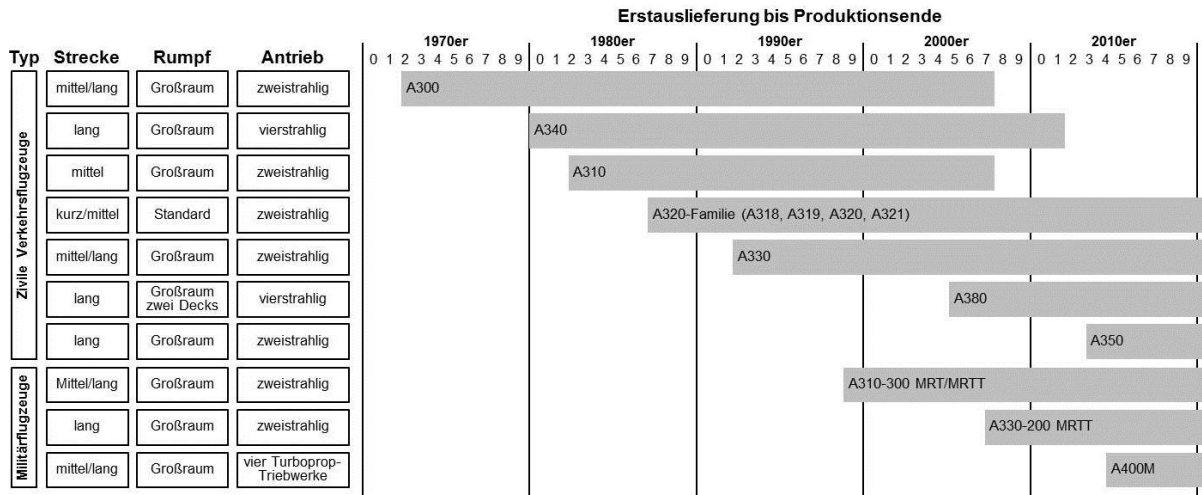 Erstauslieferung bis Produktionsende
1970er 1980er 1990er 2000er 2010er
Typ Strecke Rumpf Antrieb 0 1 2 3 4 5 6 7 8 9 0 1 2 3 4 5 6 7 8 9 0 1 2 3 4 5 6 7 8 9 0 1 2 3 4 5 6 7 8 9 0 1 2 3 4 5 6 7 8 9
Zivile Verkehrsflugzeuge
mittel/lang Großraum zweistrahlig A300
lang Großraum vierstrahlig A340
mittel Großraum zweistrahlig A310
kurz/mittel Standard zweistrahlig A320-Familie (A318, A319, A320, A321)
mittel/lang Großraum zweistrahlig A330
lang Großraum zwei Decks vierstrahlig A380
lang Großraum zweistrahlig A350
Militärflugzeuge
Mittel/lang Großraum zweistrahlig A310-300 MRT/MRTT
lang Großraum zweistrahlig A330-200 MRTT
mittel/lang Großraum vier Turboprop-Triebwerke A400M